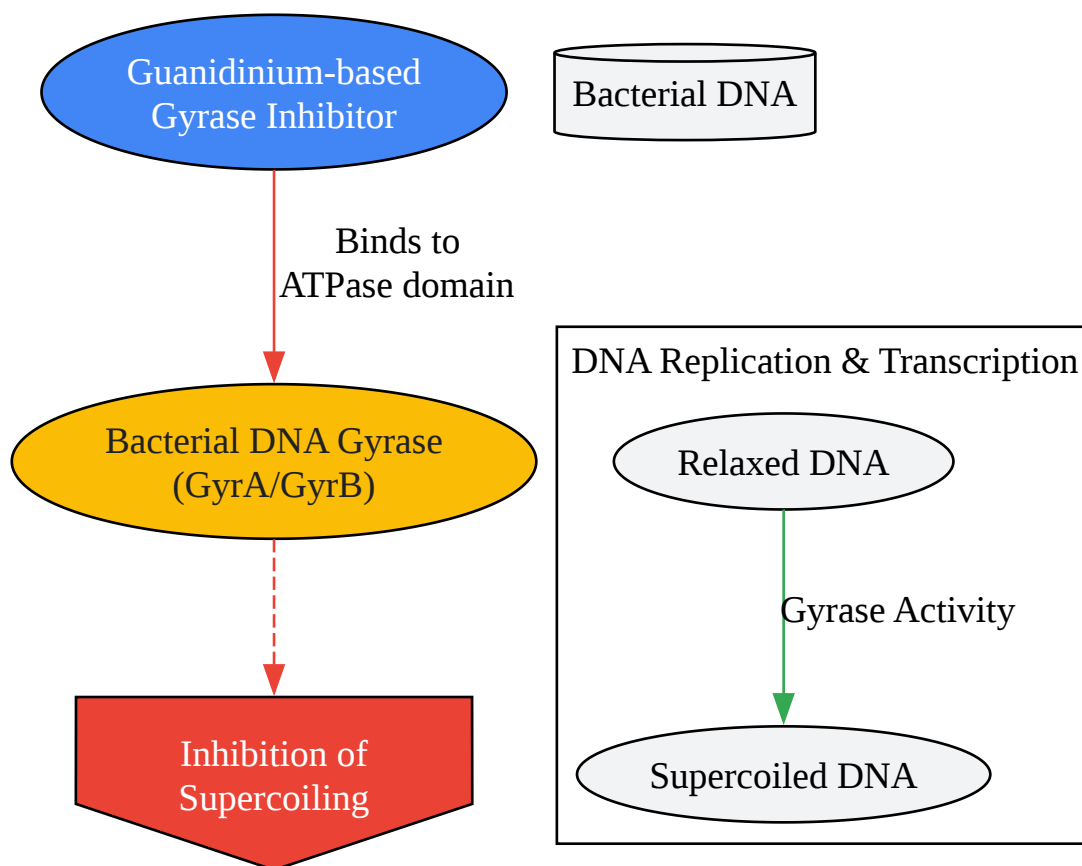 Guanidinium-based
Gyrase Inhibitor
Bacterial DNA
Binds to
ATPase domain
DNA Replication & Transcription
Bacterial DNA Gyrase
(GyrA/GyrB)
Relaxed DNA
Gyrase Activity
Inhibition of
Supercoiling
Supercoiled DNA